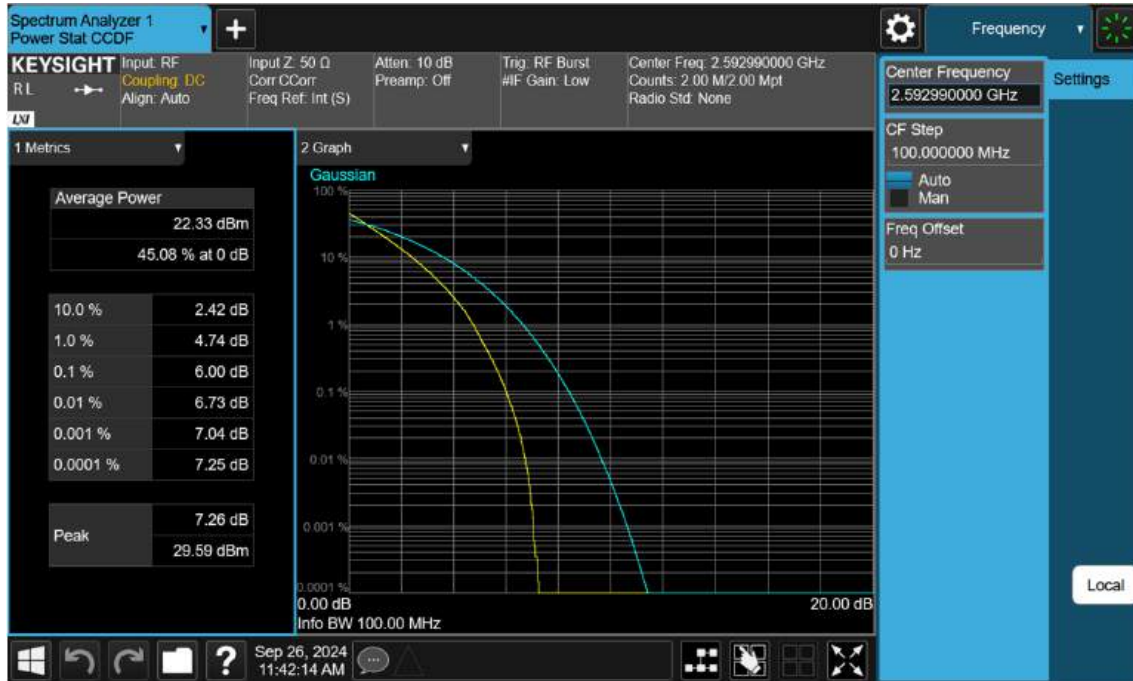 Spectrum Analyzer 1
Power Stat CCDF
+
Frequency
KEYSIGHT
RL
LXI
Input: RF
Coupling: DC
Align: Auto
Input Z: 50 Ω
Corr CCorr
Freq Ref: Int (S)
Atten: 10 dB
Preamp: Off
Trig: RF Burst
#IF Gain: Low
Center Freq: 2.592990000 GHz
Counts: 2.00 M/2.00 Mpt
Radio Std: None
Center Frequency
2.592990000 GHz
Settings
CF Step
100.000000 MHz
Auto
Man
Freq Offset
0 Hz
Local
1 Metrics
Average Power
22.33 dBm
45.08 % at 0 dB
10.0 % 2.42 dB
1.0 % 4.74 dB
0.1 % 6.00 dB
0.01 % 6.73 dB
0.001 % 7.04 dB
0.0001 % 7.25 dB
Peak
7.26 dB
29.59 dBm
2 Graph
Gaussian
100 %
10 %
1 %
0.1 %
0.01 %
0.001 %
0.0001 %
0.00 dB 20.00 dB
Info BW 100.00 MHz
?
Sep 26, 2024
11:42:14 AM